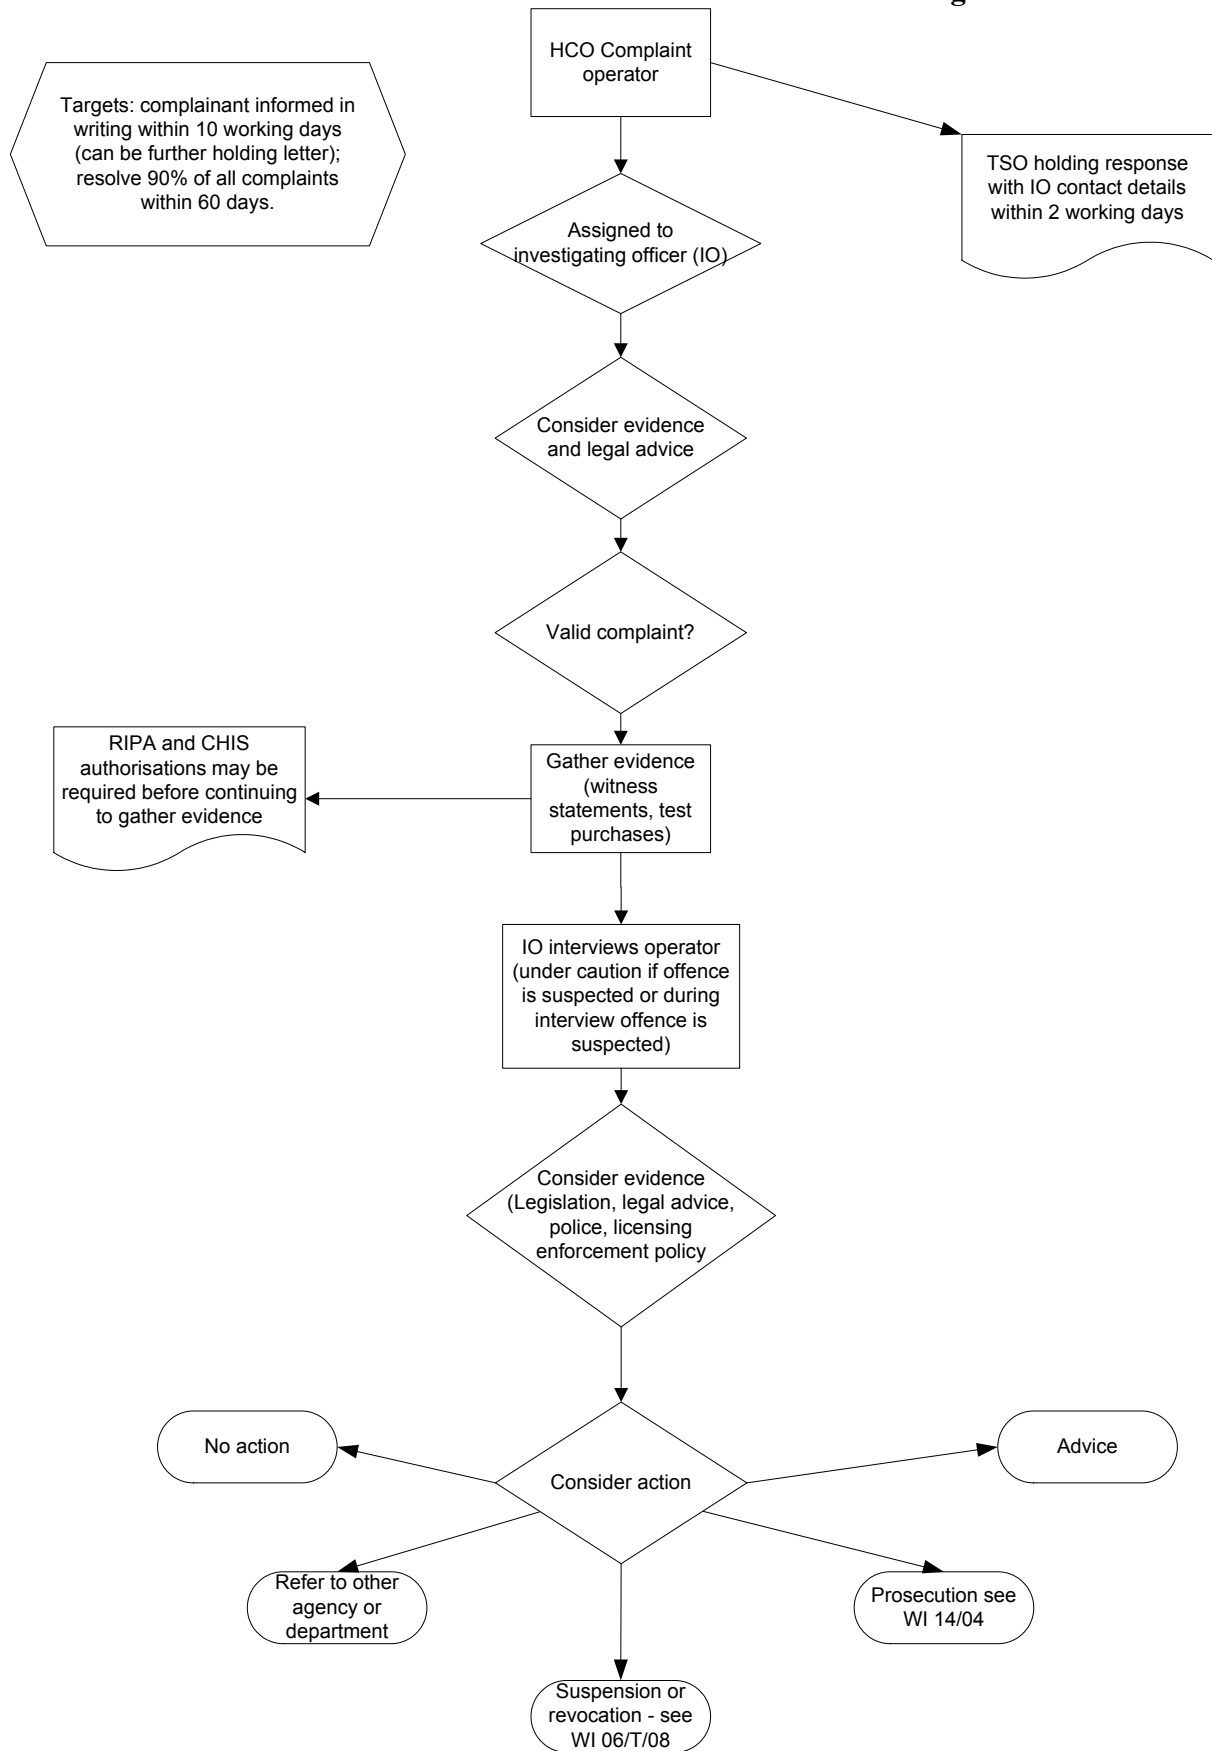 HCO Complaint
operator
Targets: complainant informed in
writing within 10 working days
(can be further holding letter);
resolve 90% of all complaints
within 60 days.
TSO holding response
with IO contact details
within 2 working days
Assigned to
investigating officer (IO)
Consider evidence
and legal advice
Valid complaint?
RIPA and CHIS
authorisations may be
required before continuing
to gather evidence
Gather evidence
(witness
statements, test
purchases)
IO interviews operator
(under caution if offence
is suspected or during
interview offence is
suspected)
Consider evidence
(Legislation, legal advice,
police, licensing
enforcement policy
No action
Advice
Consider action
Refer to other
agency or
department
Prosecution see
WI 14/04
Suspension or
revocation - see
WI 06/T/08